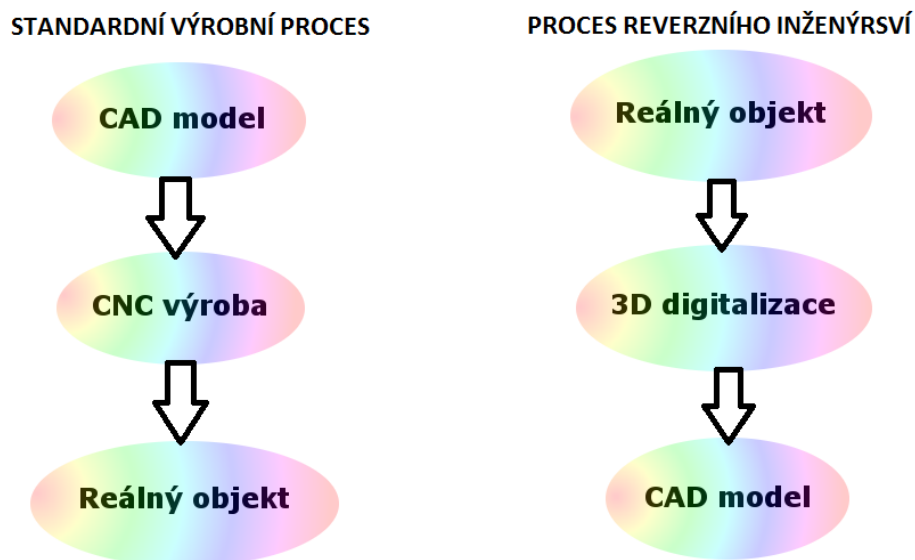 STANDARDNÍ VÝROBNÍ PROCES
CAD model
CNC výroba
Reálný objekt
PROCES REVERZNÍHO INŽENÝRSVÍ
Reálný objekt
3D digitalizace
CAD model